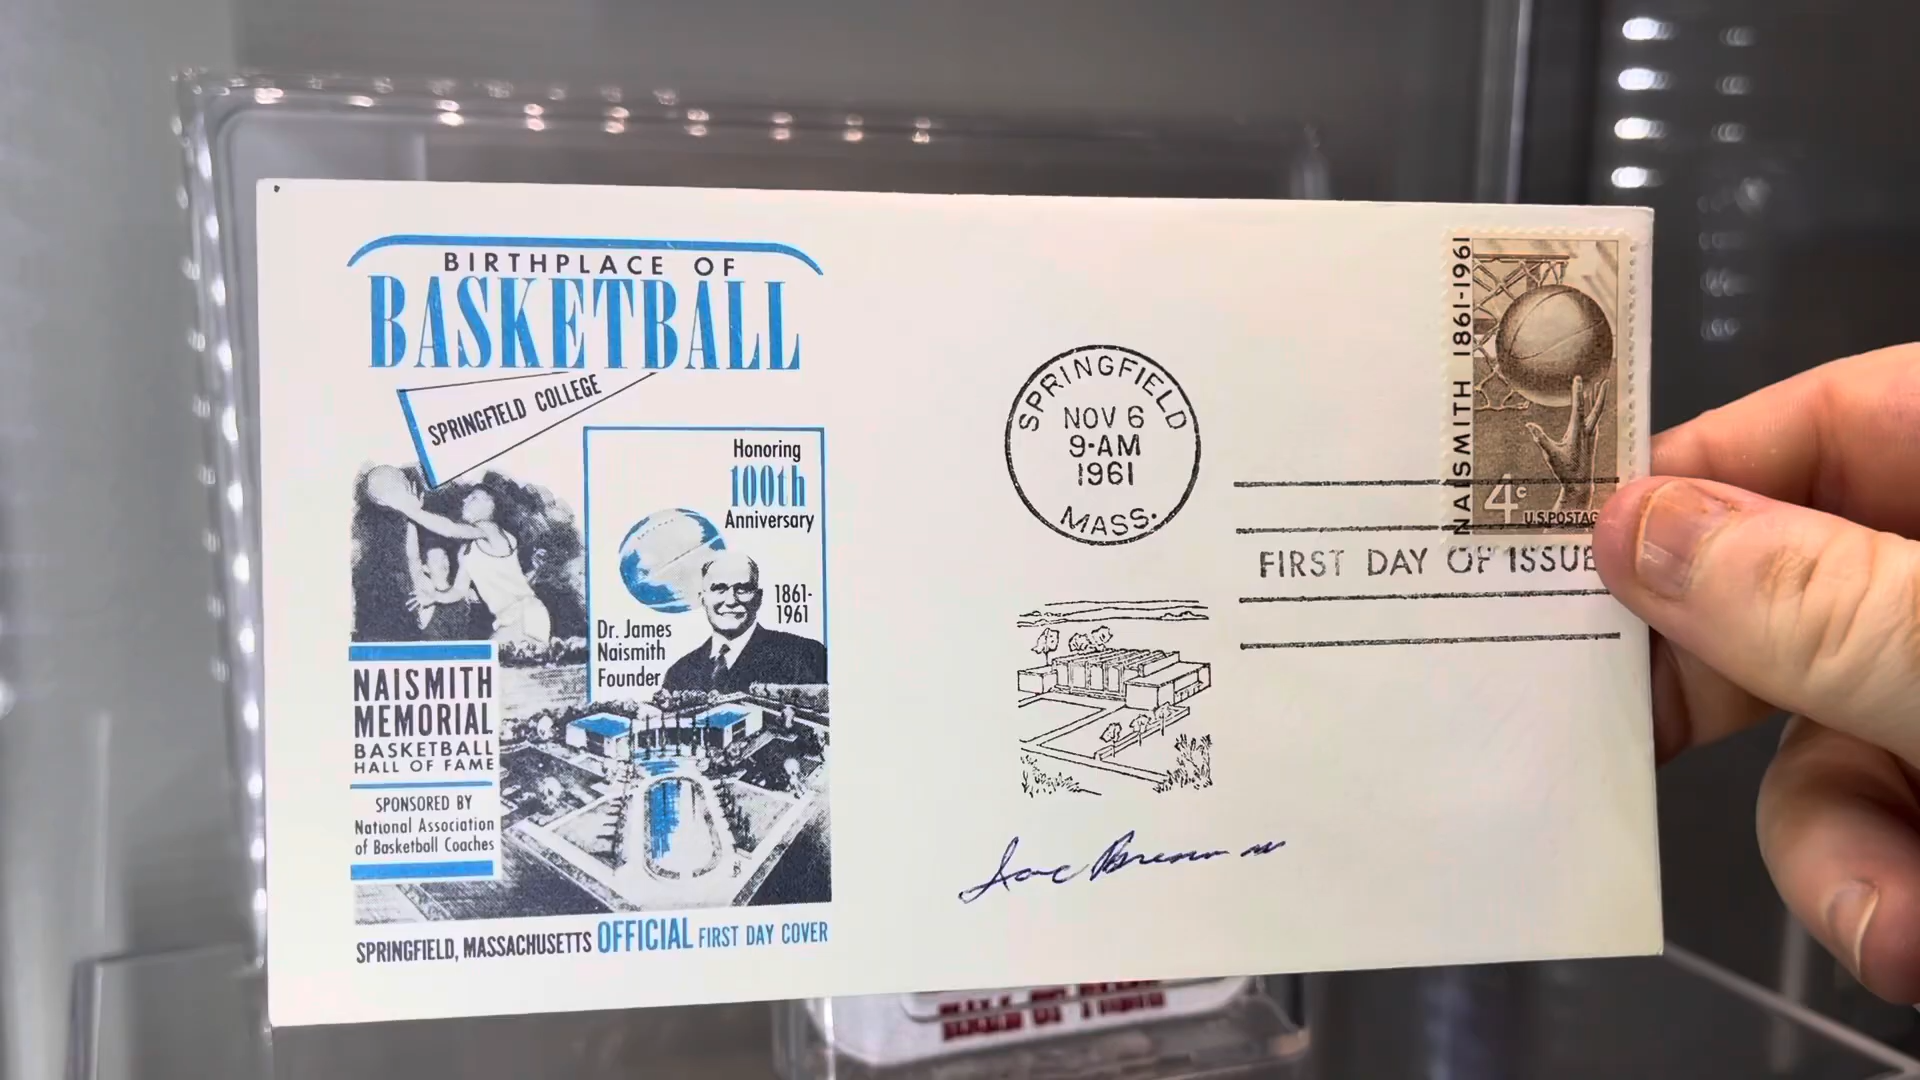 BIRTHPLACE OF
BASKETBALL
SPRINGFIELD COLLEGE
Honoring
100th
Anniversary
1861-
1961
Dr. James
Naismith
Founder
NAISMITH
MEMORIAL
BASKETBALL
HALL OF FAME
SPONSORED BY
National Association
of Basketball Coaches
SPRINGFIELD, MASSACHUSETTS OFFICIAL FIRST DAY COVER
SPRINGFIELD
NOV 6
9-AM
1961
MASS.
NAISMITH 1861-1961
4c
U.S.POSTAG
FIRST DAY OF ISSUE